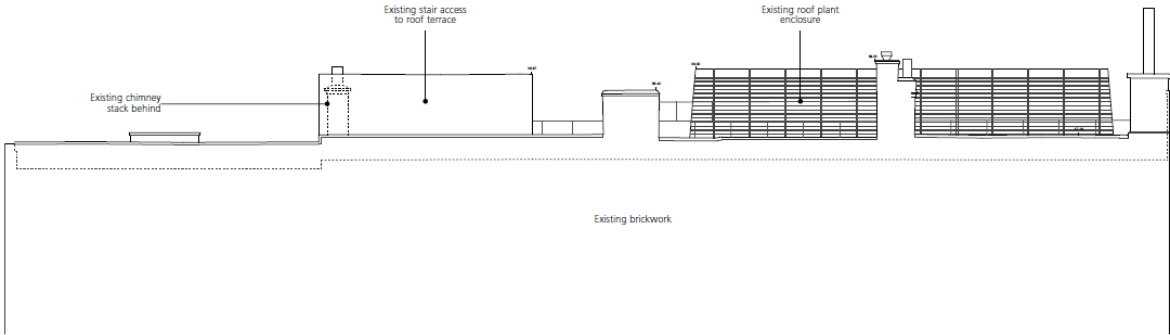 Existing stair access
to roof terrace
Existing roof plant
enclosure
Existing chimney
stack behind
Existing brickwork